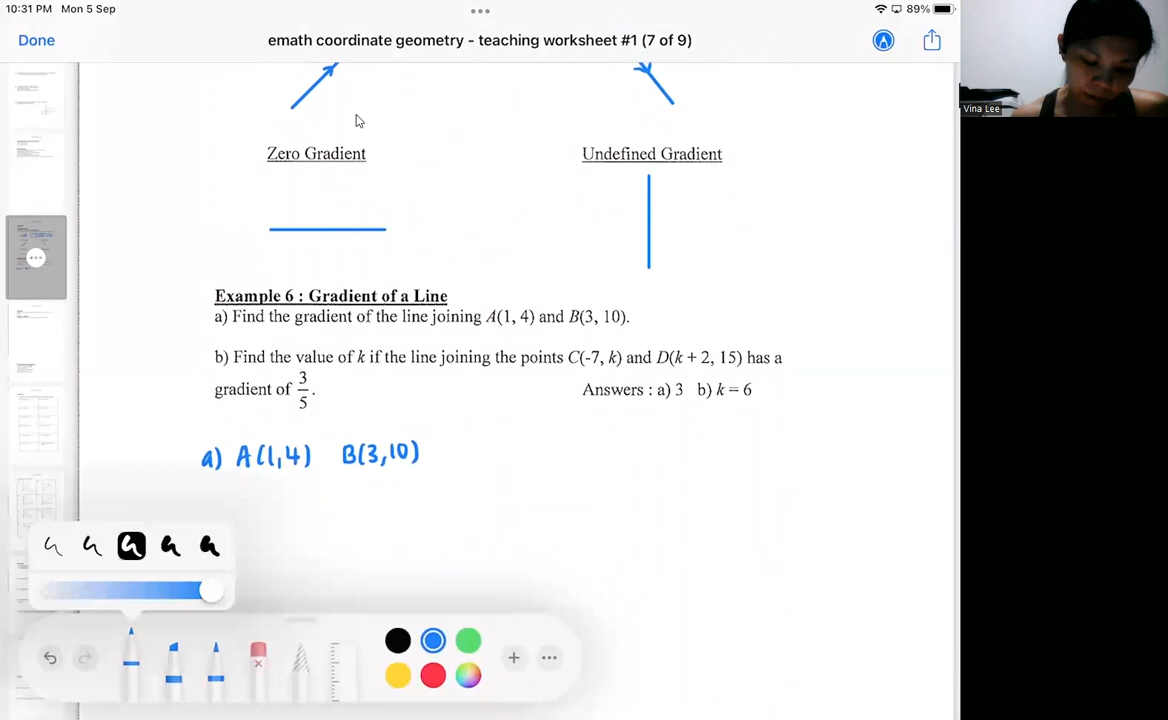 10:31 PM Mon 5 Sep
89%
Done
emath coordinate geometry - teaching worksheet #1 (7 of 9)
Vina Lee
Zero Gradient
Undefined Gradient
Example 6 : Gradient of a Line
a) Find the gradient of the line joining A(1, 4) and B(3, 10).
b) Find the value of k if the line joining the points C(-7, k) and D(k + 2, 15) has a
gradient of 3/5.
Answers : a) 3 b) k = 6
a) A(1,4) B(3,10)